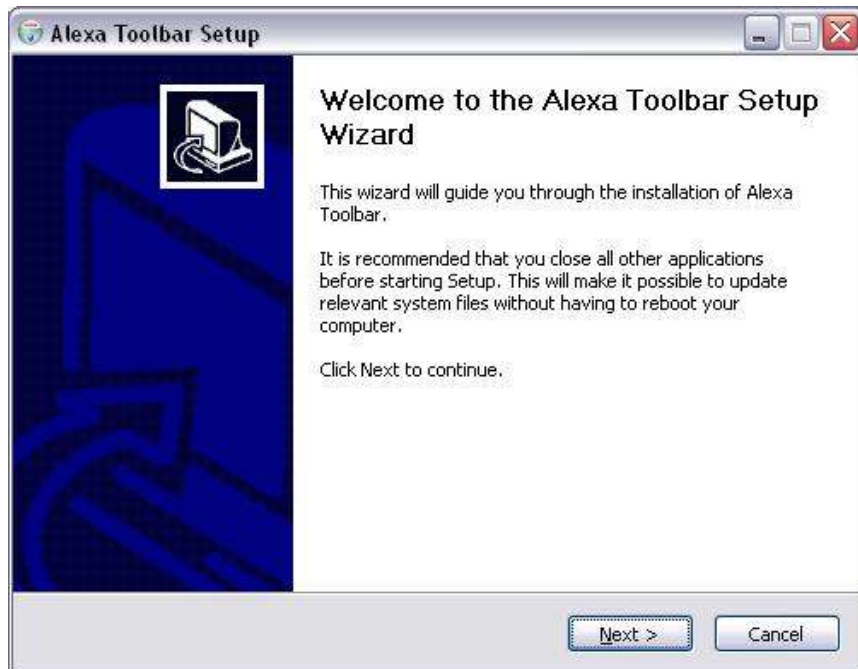 Alexa Toolbar Setup
Welcome to the Alexa Toolbar Setup
Wizard
This wizard will guide you through the installation of Alexa
Toolbar.
It is recommended that you close all other applications
before starting Setup. This will make it possible to update
relevant system files without having to reboot your
computer.
Click Next to continue.
Next >
Cancel